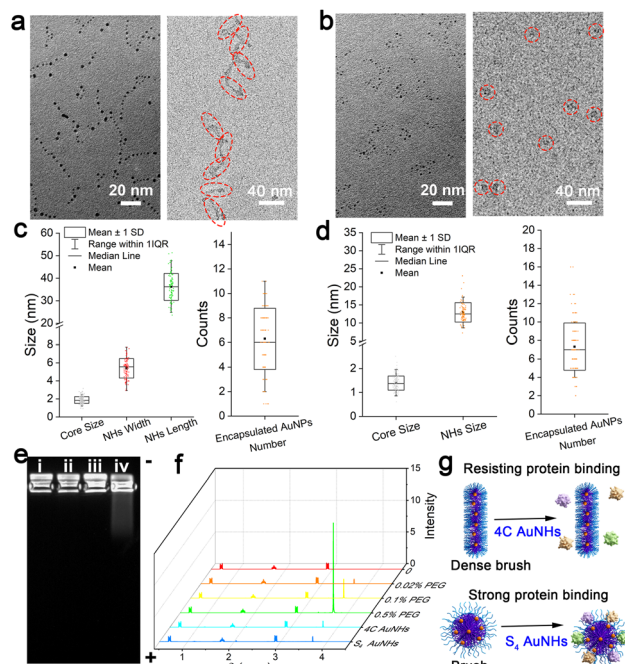 a
20 nm
40 nm
b
20 nm
40 nm
c
Mean ± 1 SD
Range within 1IQR
Median Line
Mean
Size (nm)
60
50
40
30
20
8
6
4
2
0
Core Size
NHs Width
NHs Length
Counts
14
12
10
8
6
4
2
0
Encapsulated AuNPs
Number
d
Mean ± 1 SD
Range within 1IQR
Median Line
Mean
Size (nm)
35
30
25
20
15
10
5
3
2
1
0
Core Size
NHs Size
Counts
20
18
16
14
12
10
8
6
4
2
0
Encapsulated AuNPs
Number
e
i
ii
iii
iv
-
+
f
15
10
5
0
Intensity
0
0.02% PEG
0.1% PEG
0.5% PEG
4C AuNHs
S4 AuNHs
1
2
3
4
g
Resisting protein binding
4C AuNHs
Dense brush
Strong protein binding
S4 AuNHs